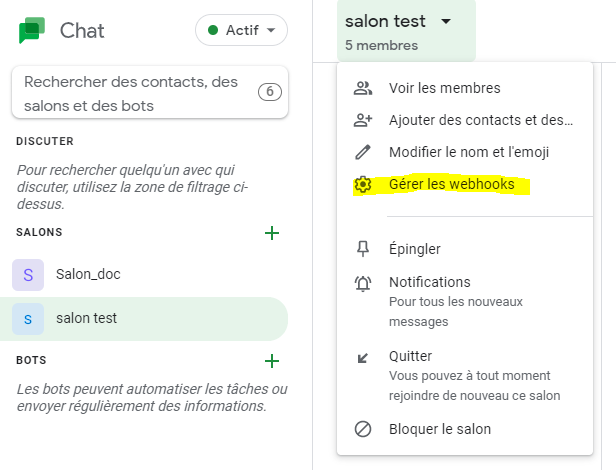 Chat
Actif
Rechercher des contacts, des
salons et des bots
6
DISCUTER
Pour rechercher quelqu'un avec qui
discuter, utilisez la zone de filtrage ci-
dessus.
SALONS
S
Salon_doc
s
salon test
BOTS
Les bots peuvent automatiser les tâches ou
envoyer régulièrement des informations.
salon test
5 membres
Voir les membres
Ajouter des contacts et des...
Modifier le nom et l'emoji
Gérer les webhooks
Épingler
Notifications
Pour tous les nouveaux
messages
Quitter
Vous pouvez à tout moment
rejoindre de nouveau ce salon
Bloquer le salon